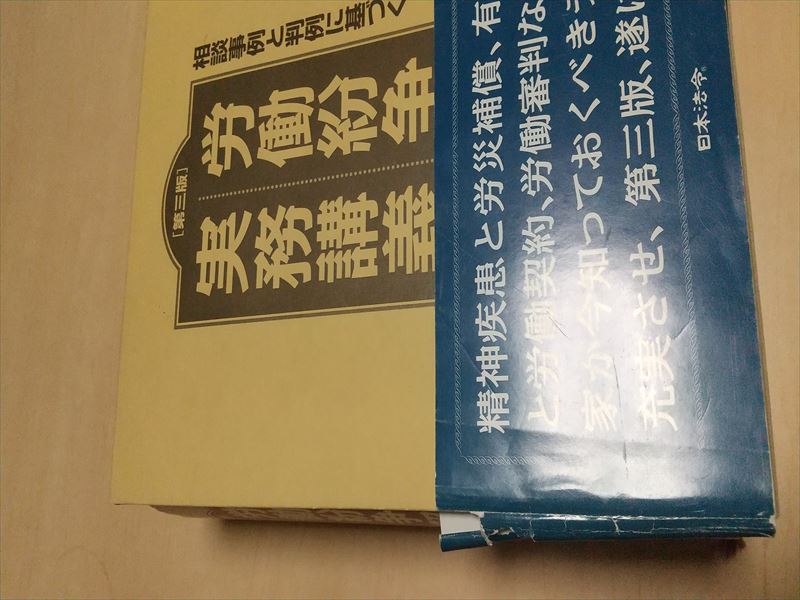 相談事例と判例に基づく
労働紛争
実務講義
[第三版]
精神疾患と労災補償、有
と労働契約、労働審判な
家が今知っておくべき
充実させ、第三版、遂に
日本法令